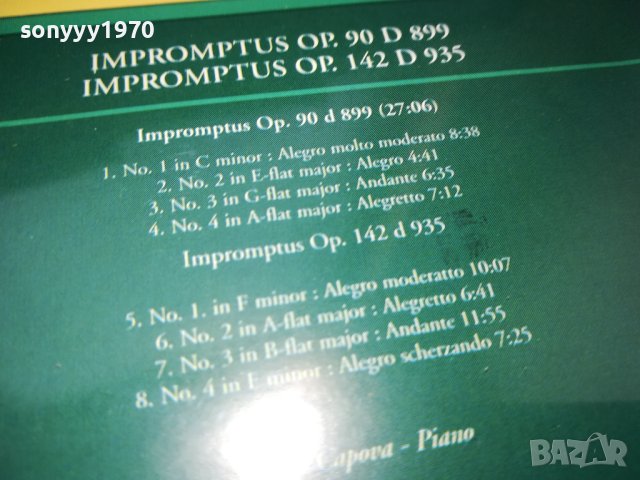 sonyyy1970
IMPROMPTUS OP. 90 D 899
IMPROMPTUS OP. 142 D 935
Impromptus Op. 90 d 899 (27:06)
1. No. 1 in C minor : Alegro molto moderato 8:38
2. No. 2 in E-flat major : Alegro 4:41
3. No. 3 in G-flat major : Andante 6:35
4. No. 4 in A-flat major : Alegretto 7:12
Impromptus Op. 142 d 935
5. No. 1. in F minor : Alegro moderatto 10:07
6. No. 2 in A-flat major : Alegretto 6:41
7. No. 3 in B-flat major : Andante 11:55
8. No. 4 in F minor : Alegro scherzando 7:25
Capova - Piano
BAZAR
bazar.bg